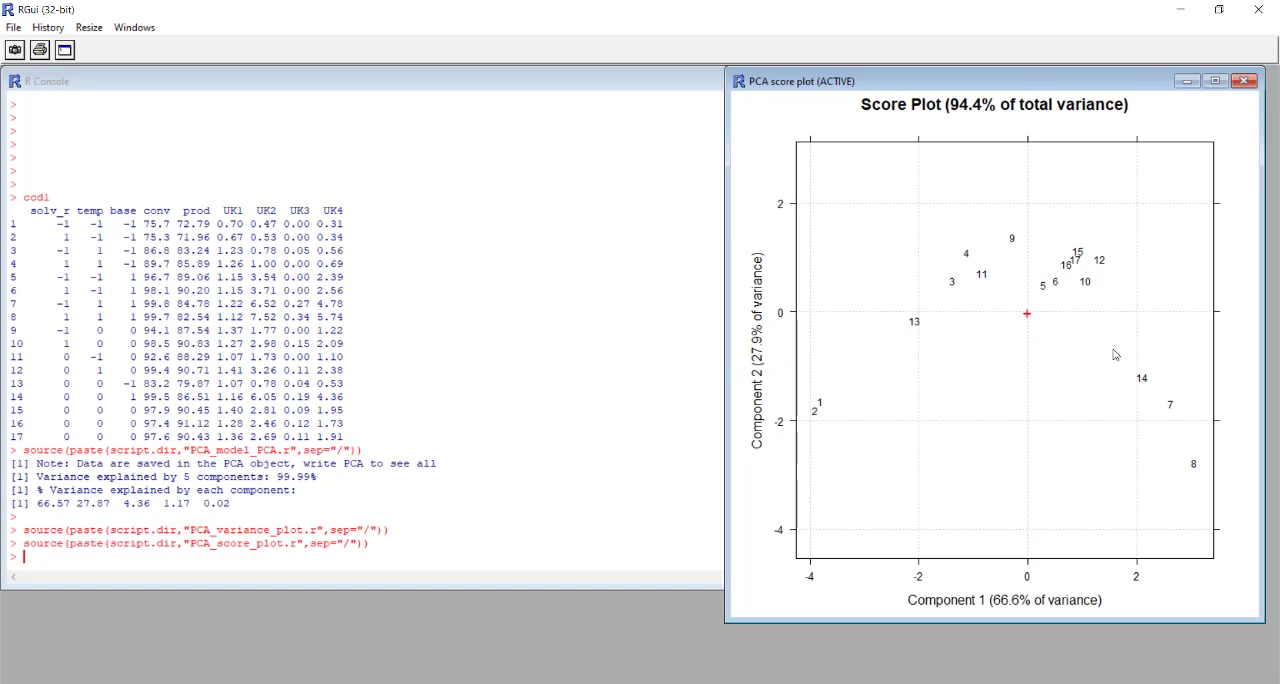 RGui (32-bit)
File History Resize Windows
R Console
>
>
>
>
>
>
>
> ccd1
solv_r temp base conv prod UK1 UK2 UK3 UK4
1 -1 -1 -1 75.7 72.79 0.70 0.47 0.00 0.31
2 1 -1 -1 75.3 71.96 0.67 0.53 0.00 0.34
3 -1 1 -1 86.8 83.24 1.23 0.78 0.05 0.56
4 1 1 -1 89.7 85.89 1.26 1.00 0.00 0.69
5 -1 -1 1 96.7 89.06 1.15 3.54 0.00 2.39
6 1 -1 1 98.1 90.20 1.15 3.71 0.00 2.56
7 -1 1 1 99.8 84.78 1.22 6.52 0.27 4.78
8 1 1 1 99.7 82.54 1.12 7.52 0.34 5.74
9 -1 0 0 94.1 87.54 1.37 1.77 0.00 1.22
10 1 0 0 98.5 90.83 1.27 2.98 0.15 2.09
11 0 -1 0 92.6 88.29 1.07 1.73 0.00 1.10
12 0 1 0 99.4 90.71 1.41 3.26 0.11 2.38
13 0 0 -1 83.2 79.87 1.07 0.78 0.04 0.53
14 0 0 1 99.5 86.51 1.16 6.05 0.19 4.36
15 0 0 0 97.9 90.45 1.40 2.81 0.09 1.95
16 0 0 0 97.4 91.12 1.28 2.46 0.12 1.73
17 0 0 0 97.6 90.43 1.36 2.69 0.11 1.91
> source(paste(script.dir,"PCA_model_PCA.r",sep="/"))
[1] Note: Data are saved in the PCA object, write PCA to see all
[1] Variance explained by 5 components: 99.99%
[1] % Variance explained by each component:
[1] 66.57 27.87 4.36 1.17 0.02
>
> source(paste(script.dir,"PCA_variance_plot.r",sep="/"))
> source(paste(script.dir,"PCA_score_plot.r",sep="/"))
>
PCA score plot (ACTIVE)
Score Plot (94.4% of total variance)
Component 2 (27.9% of variance)
2
0
-2
-4
9
4
15
17
16
12
11
3
5
6
10
13
14
1
2
7
8
-4 -2 0 2
Component 1 (66.6% of variance)